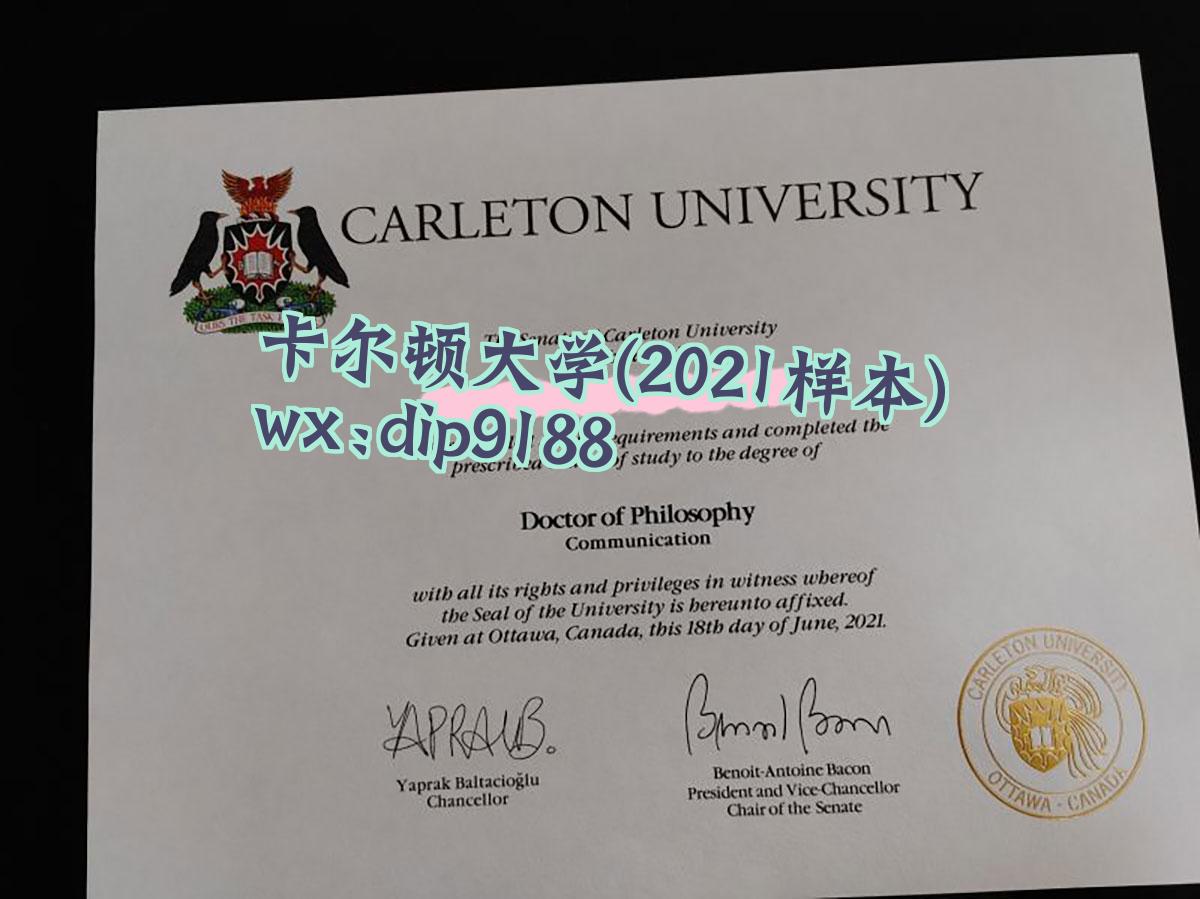 CARLETON UNIVERSITY
Carleton University
卡尔顿大学(2021样本)
wx:dip9188
requirements and completed the
of study to the degree of
Doctor of Philosophy
Communication
with all its rights and privileges in witness whereof
the Seal of the University is hereunto affixed.
Given at Ottawa, Canada, this 18th day of June, 2021.
YAPRAK B.
Yaprak Baltacioğlu
Chancellor
Benoit-Antoine Bacon
President and Vice-Chancellor
Chair of the Senate
CARLETON UNIVERSITY
OTTAWA - CANADA